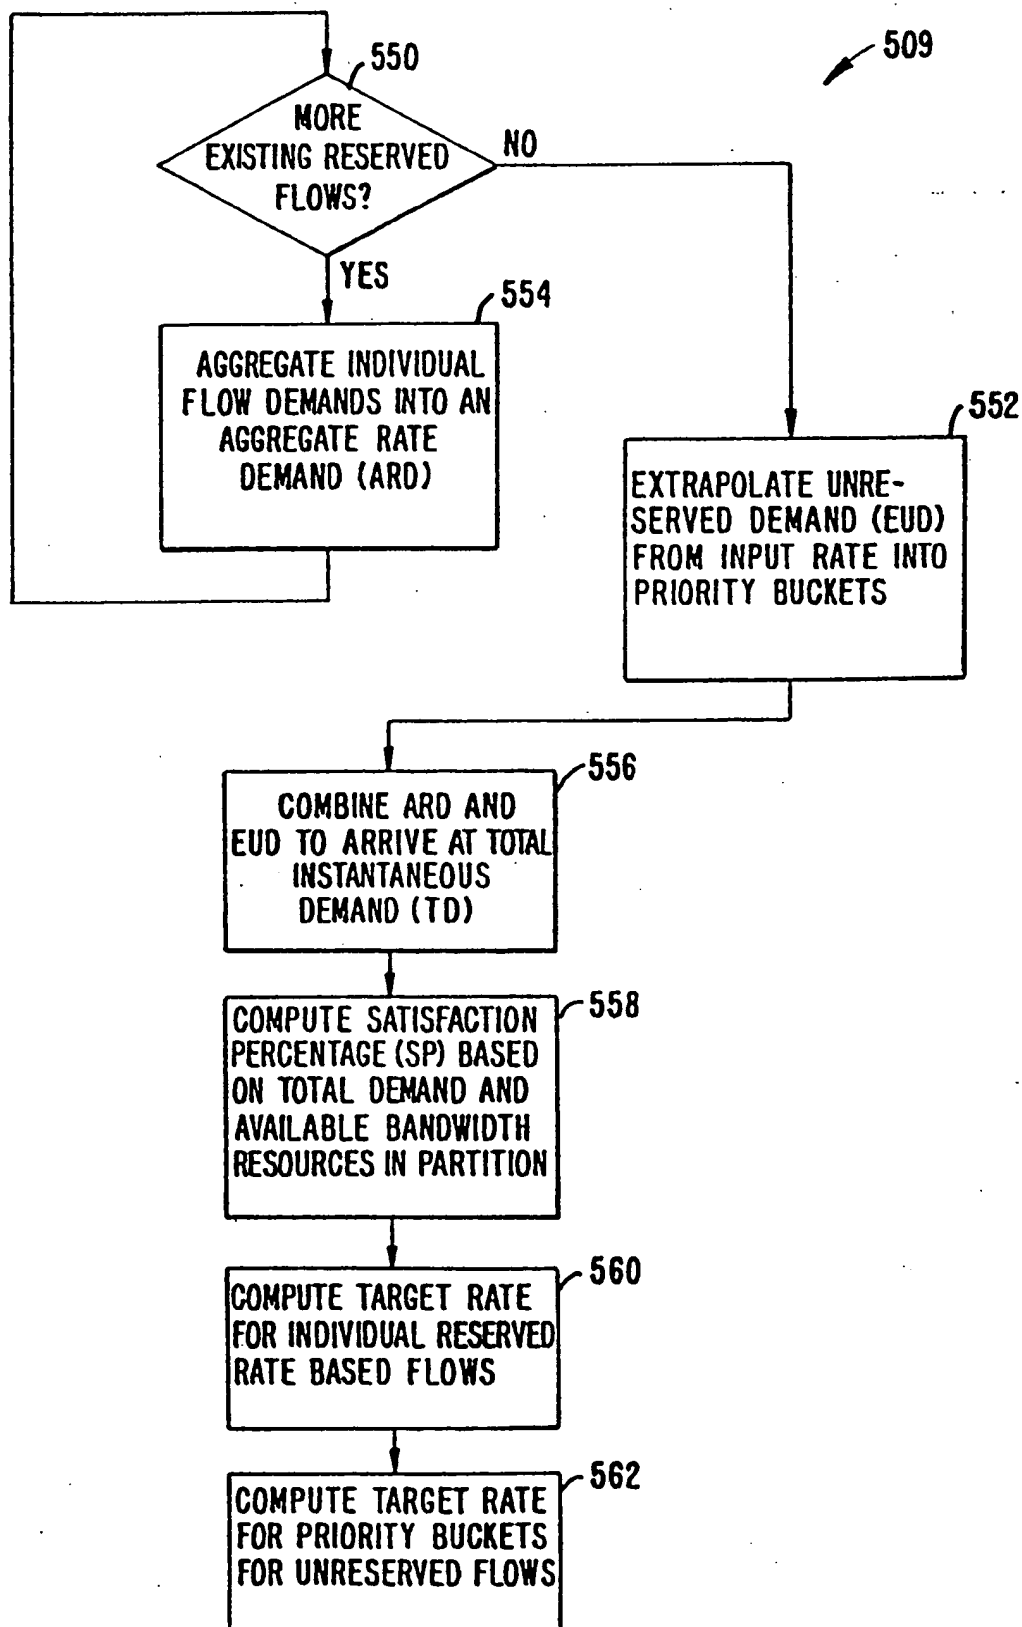 509
550
MORE
EXISTING RESERVED
FLOWS?
NO
YES
554
AGGREGATE INDIVIDUAL
FLOW DEMANDS INTO AN
AGGREGATE RATE
DEMAND (ARD)
552
EXTRAPOLATE UNRE-
SERVED DEMAND (EUD)
FROM INPUT RATE INTO
PRIORITY BUCKETS
556
COMBINE ARD AND
EUD TO ARRIVE AT TOTAL
INSTANTANEOUS
DEMAND (TD)
558
COMPUTE SATISFACTION
PERCENTAGE (SP) BASED
ON TOTAL DEMAND AND
AVAILABLE BANDWIDTH
RESOURCES IN PARTITION
560
COMPUTE TARGET RATE
FOR INDIVIDUAL RESERVED
RATE BASED FLOWS
562
COMPUTE TARGET RATE
FOR PRIORITY BUCKETS
FOR UNRESERVED FLOWS